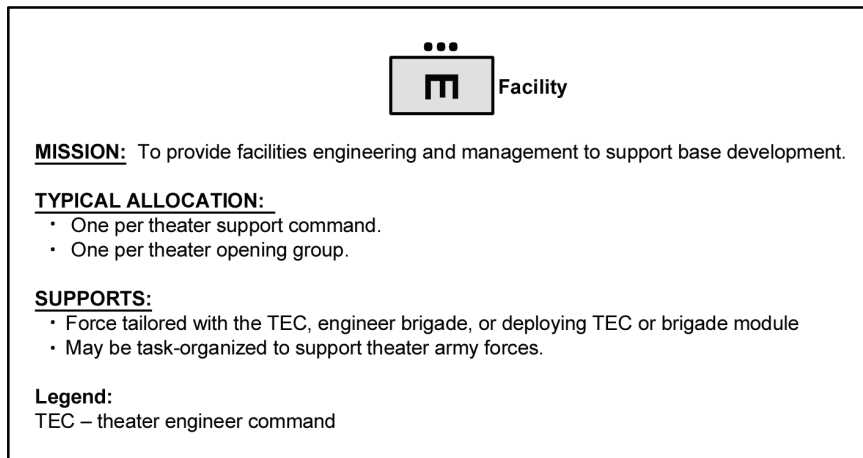 Facility
MISSION: To provide facilities engineering and management to support base development.
TYPICAL ALLOCATION:
• One per theater support command.
• One per theater opening group.
SUPPORTS:
• Force tailored with the TEC, engineer brigade, or deploying TEC or brigade module
• May be task-organized to support theater army forces.
Legend:
TEC – theater engineer command